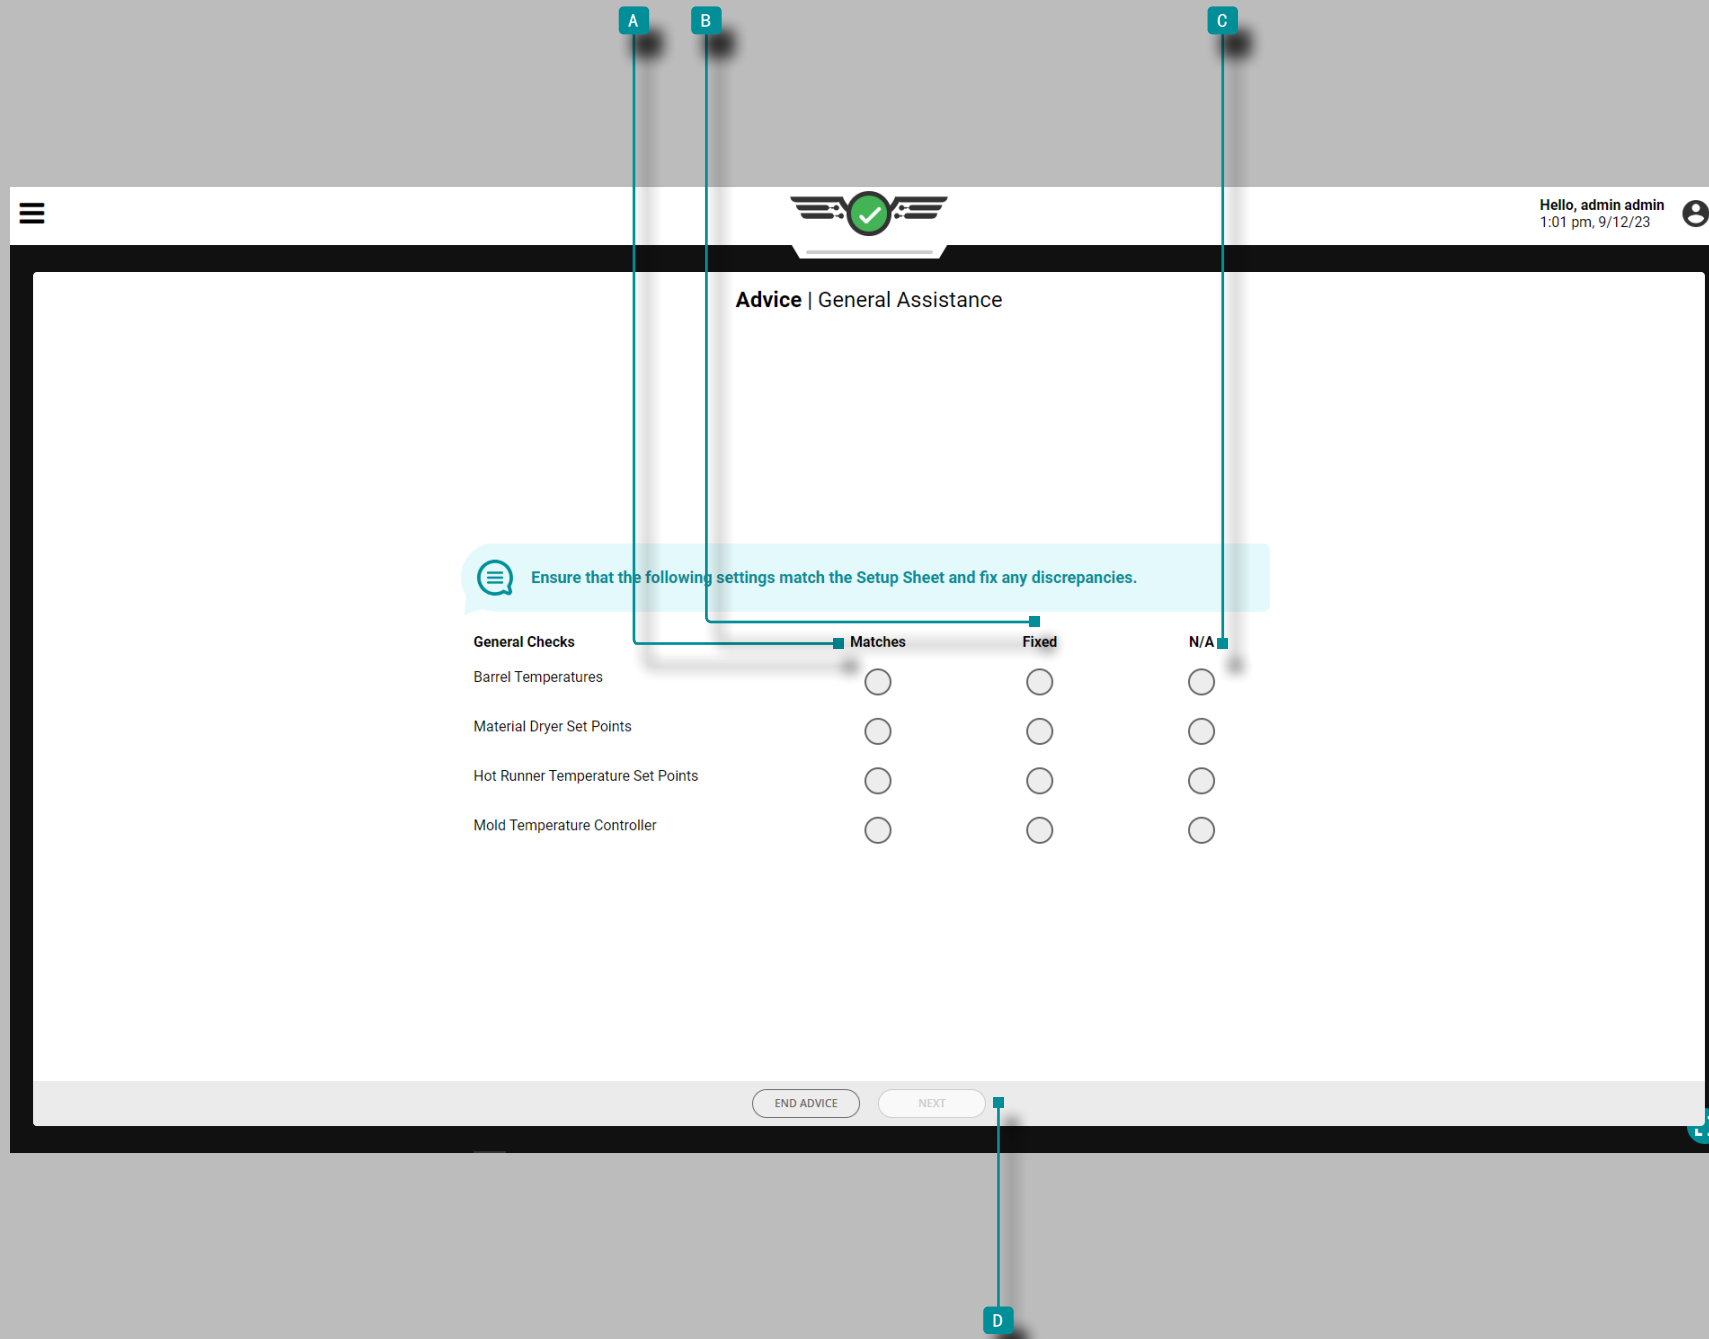 A B C
Hello, admin admin
1:01 pm, 9/12/23
Advice | General Assistance
Ensure that the following settings match the Setup Sheet and fix any discrepancies.
General Checks Matches Fixed N/A
Barrel Temperatures
Material Dryer Set Points
Hot Runner Temperature Set Points
Mold Temperature Controller
END ADVICE NEXT
D